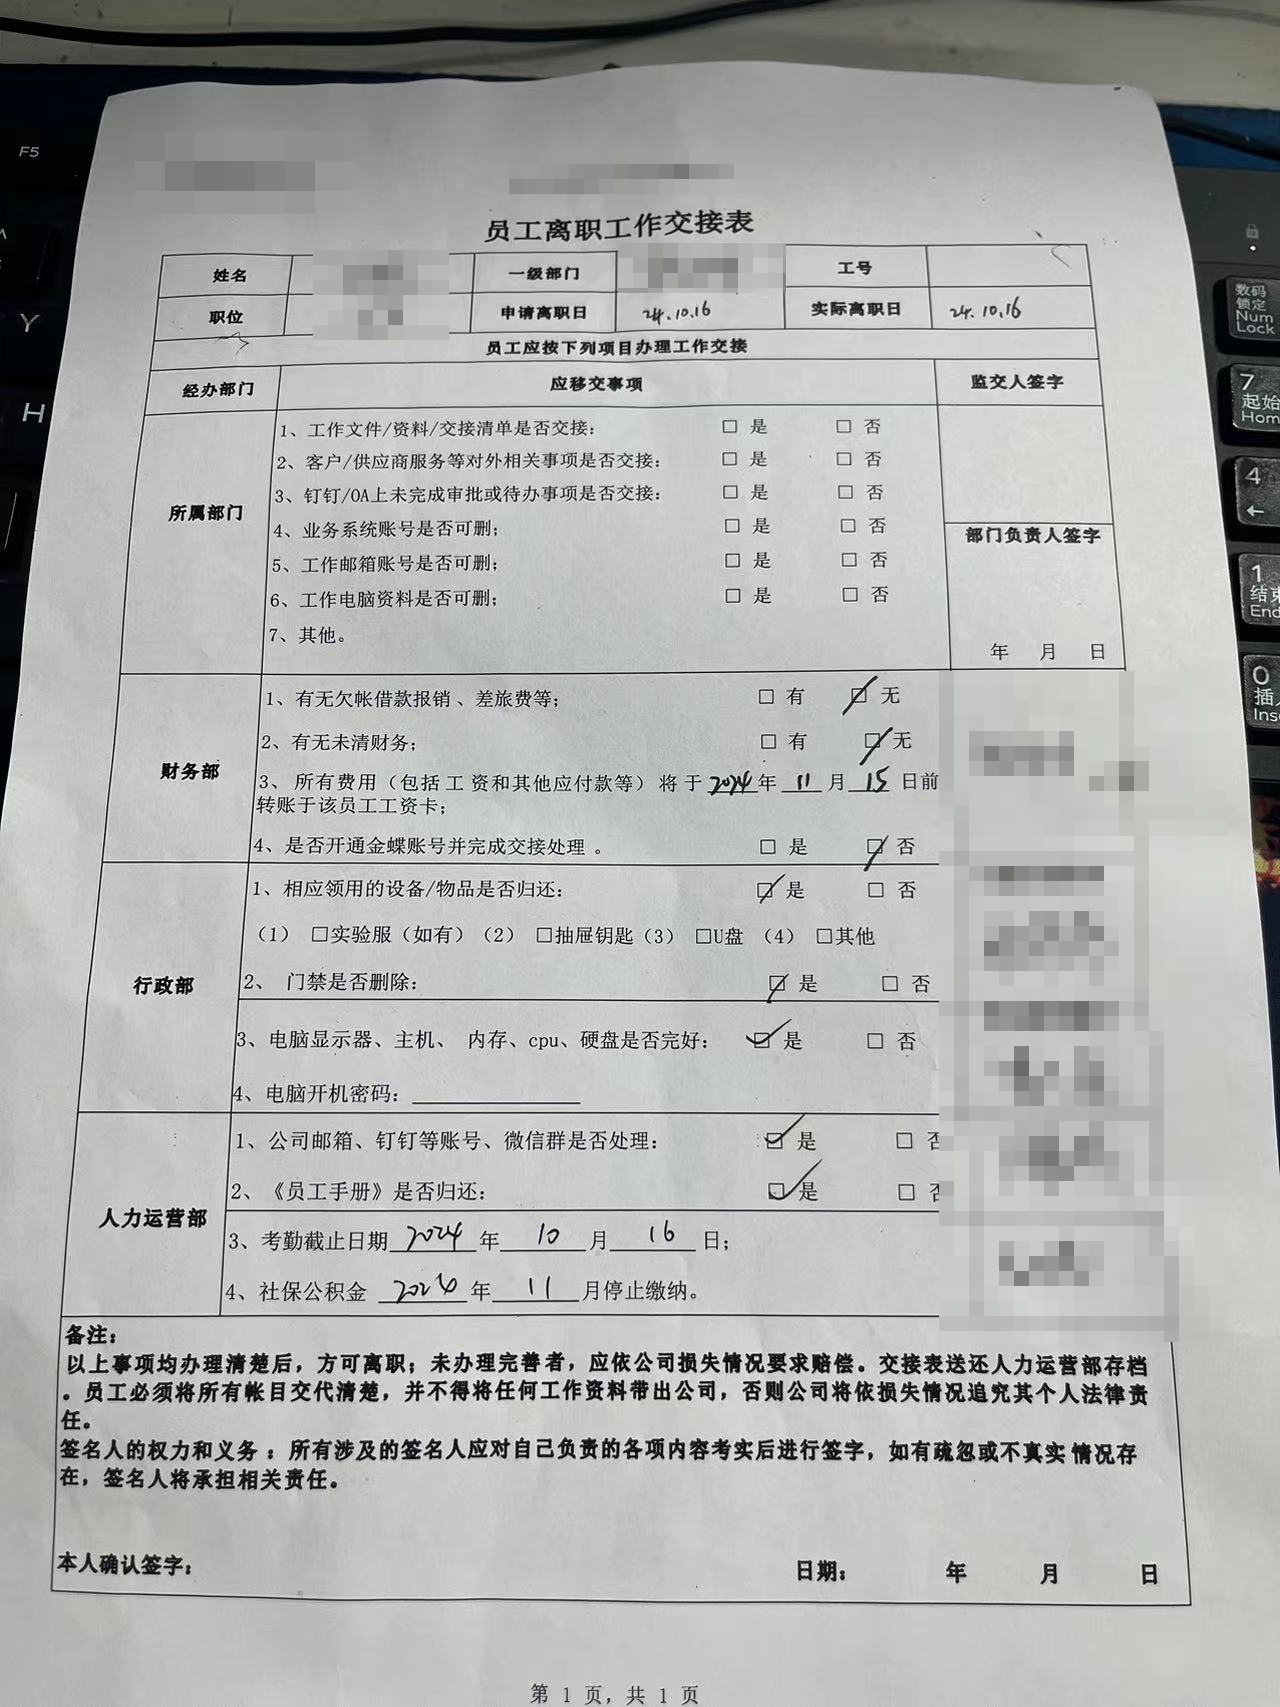 员工离职工作交接表
姓名 一级部门 工号
职位 申请离职日 24.10.16 实际离职日 24.10.16
员工应按下列项目办理工作交接
经办部门 应移交事项 监交人签字
所属部门
1、工作文件/资料/交接清单是否交接： □ 是 □ 否
2、客户/供应商服务等对外相关事项是否交接： □ 是 □ 否
3、钉钉/OA上未完成审批或待办事项是否交接： □ 是 □ 否
4、业务系统账号是否可删； □ 是 □ 否
5、工作邮箱账号是否可删； □ 是 □ 否
6、工作电脑资料是否可删； □ 是 □ 否
7、其他。
部门负责人签字
年 月 日
财务部
1、有无欠帐借款报销 、差旅费等； □ 有 ☑ 无
2、有无未清财务； □ 有 ☑ 无
3、 所有费用（包括工 资和其他应付款等）将 于 2024 年 11 月 15 日前
转账于该员工工资卡；
4、是否开通金蝶账号并完成交接处理 。 □ 是 ☑ 否
行政部
1、相应领用的设备/物品是否归还： ☑ 是 □ 否
（1） □实验服（如有）（2） □抽屉钥匙（3） □U盘 （4） □其他
2、 门禁是否删除： ☑ 是 □ 否
3、电脑显示器、主机、 内存、cpu、硬盘是否完好： ☑ 是 □ 否
4、电脑开机密码：
人力运营部
1、公司邮箱、钉钉等账号、微信群是否处理： ☑ 是 □ 否
2、《员工手册》是否归还： ☑ 是 □ 否
3、考勤截止日期 2024 年 10 月 16 日；
4、社保公积金 2024 年 11 月停止缴纳。
备注：
以上事项均办理清楚后，方可离职；未办理完善者，应依公司损失情况要求赔偿。交接表送还人力运营部存档
。员工必须将所有帐目交代清楚，并不得将任何工作资料带出公司，否则公司将依损失情况追究其个人法律责
任。
签名人的权力和义务 ：所有涉及的签名人应对自己负责的各项内容考实后进行签字，如有疏忽或不真实情况存
在，签名人将承担相关责任。
本人确认签字： 日期： 年 月 日
第 1 页，共 1 页
F5
Y
H
数码
锁定
Num
Lock
7
起始
Home
4
←
1
结束
End
0
插入
Ins